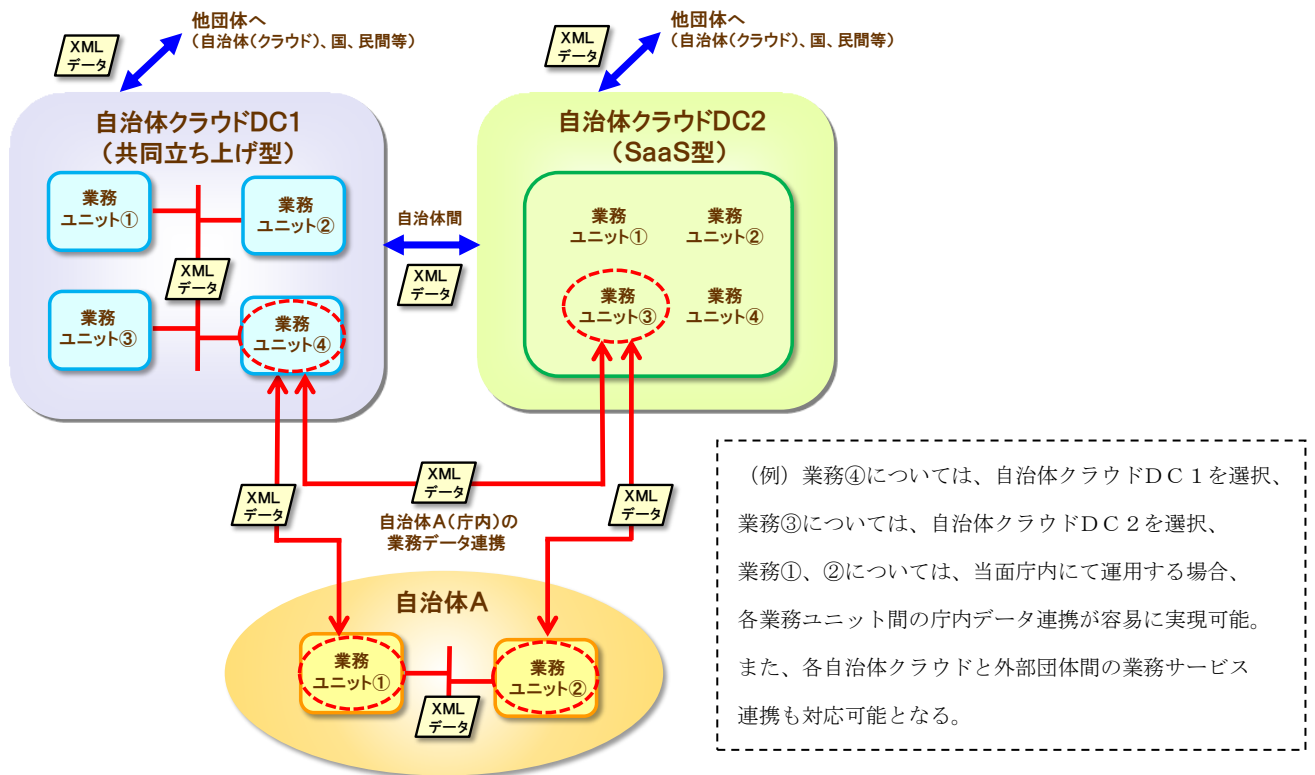 他団体へ
(自治体(クラウド)、国、民間等)
XML
データ
他団体へ
(自治体(クラウド)、国、民間等)
XML
データ
自治体クラウドDC1
(共同立ち上げ型)
業務
ユニット①
業務
ユニット②
XML
データ
業務
ユニット③
業務
ユニット④
自治体間
XML
データ
自治体クラウドDC2
(SaaS型)
業務
ユニット①
業務
ユニット②
業務
ユニット③
業務
ユニット④
XML
データ
XML
データ
XML
データ
自治体A(庁内)の
業務データ連携
自治体A
業務
ユニット①
業務
ユニット②
XML
データ
(例)業務④については、自治体クラウドDC1を選択、
業務③については、自治体クラウドDC2を選択、
業務①、②については、当面庁内にて運用する場合、
各業務ユニット間の庁内データ連携が容易に実現可能。
また、各自治体クラウドと外部団体間の業務サービス
連携も対応可能となる。